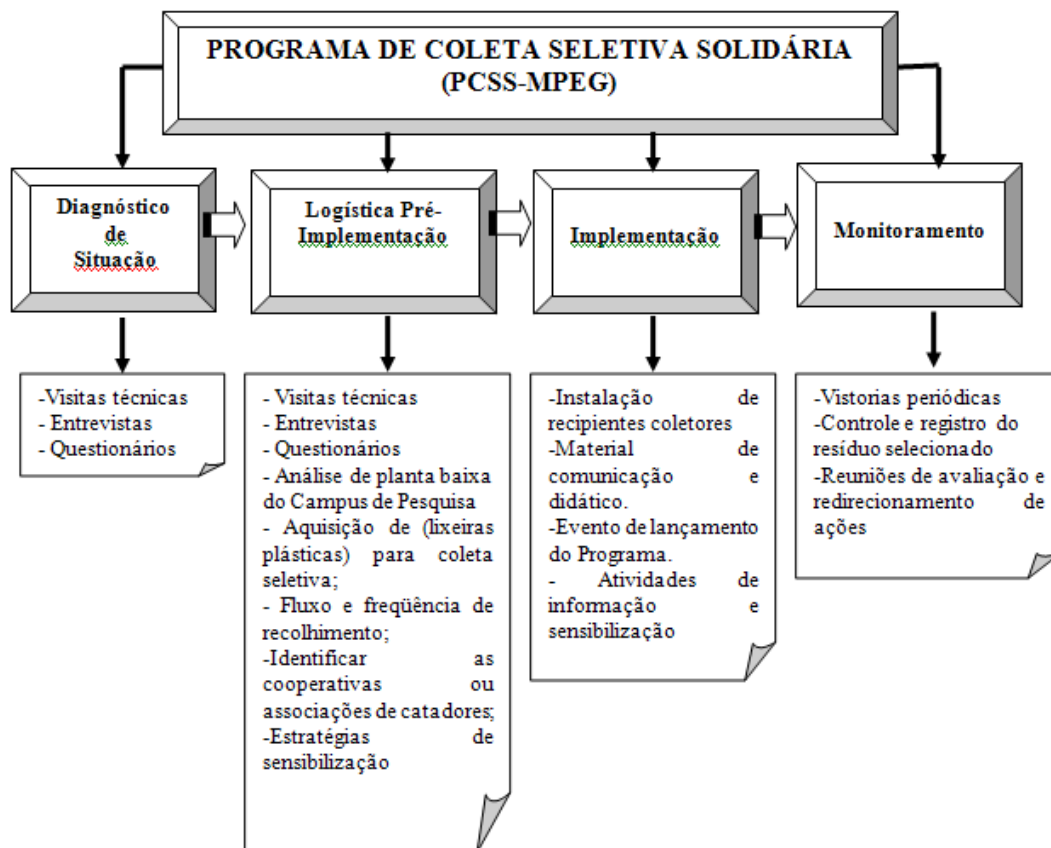 PROGRAMA DE COLETA SELETIVA SOLIDÁRIA
(PCSS-MPEG)
Diagnóstico
de
Situação
Logística Pré-
Implementação
Implementação
Monitoramento
-Visitas técnicas
- Entrevistas
- Questionários
- Visitas técnicas
- Entrevistas
- Questionários
- Análise de planta baixa
do Campus de Pesquisa
- Aquisição de (lixeiras
plásticas) para coleta
seletiva;
- Fluxo e freqüência de
recolhimento;
-Identificar as
cooperativas ou
associações de catadores;
-Estratégias de
sensibilização
-Instalação de
recipientes coletores
-Material de
comunicação e
didático.
-Evento de lançamento
do Programa.
- Atividades de
informação e
sensibilização
-Vistorias periódicas
-Controle e registro do
resíduo selecionado
-Reuniões de avaliação e
redirecionamento de
ações